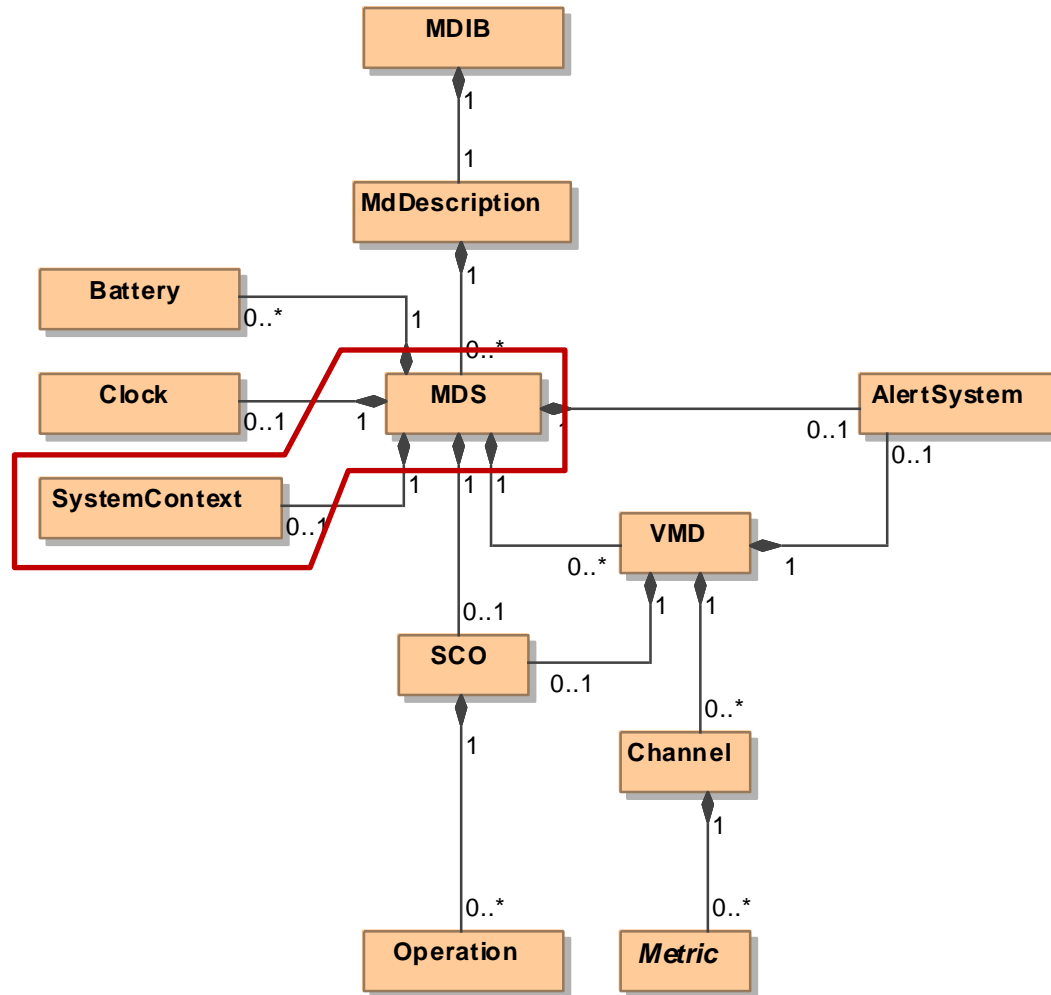 MDIB
1
1
MdDescription
1
Battery
0..*
1
0..*
Clock
0..1
1
MDS
1
AlertSystem
0..1
0..1
SystemContext
0..1
1
1
1
VMD
0..*
1
1
1
0..1
SCO
0..1
1
0..*
Channel
1
0..*
0..*
Operation
Metric